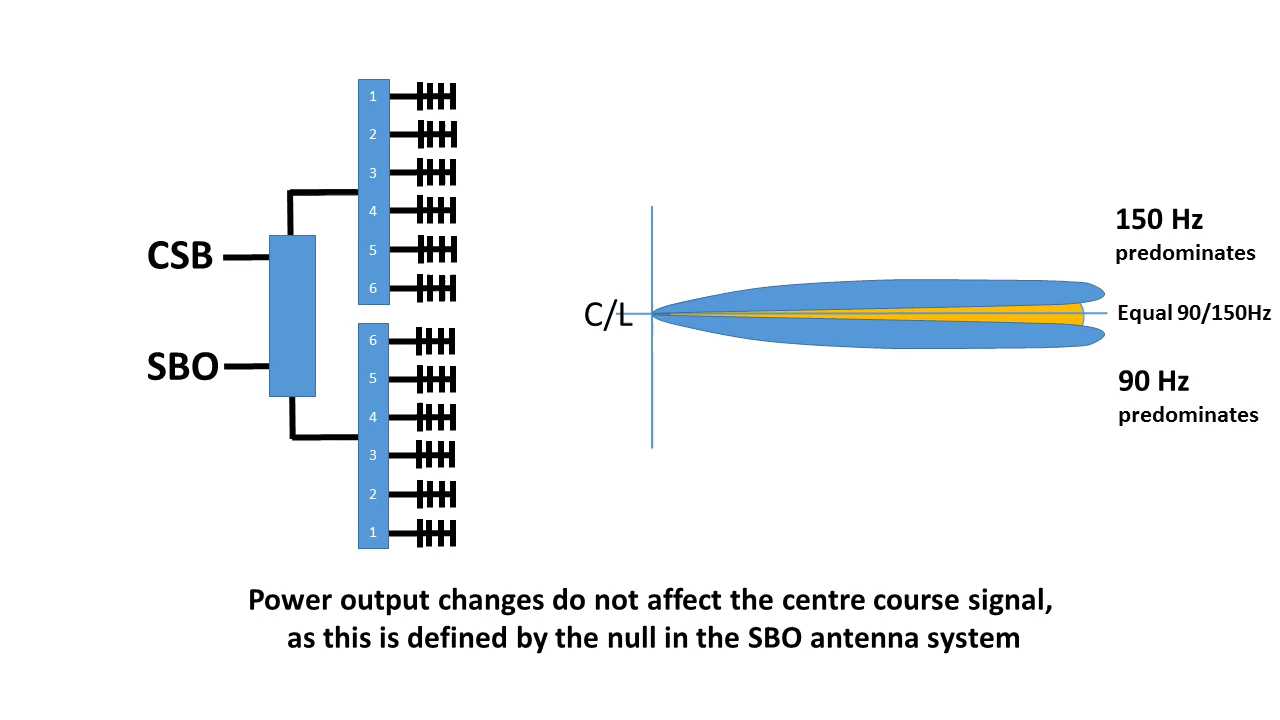 1
2
3
4
5
6
CSB
SBO
6
5
4
3
2
1
C/L
150 Hz
predominates
Equal 90/150Hz
90 Hz
predominates
Power output changes do not affect the centre course signal,
as this is defined by the null in the SBO antenna system